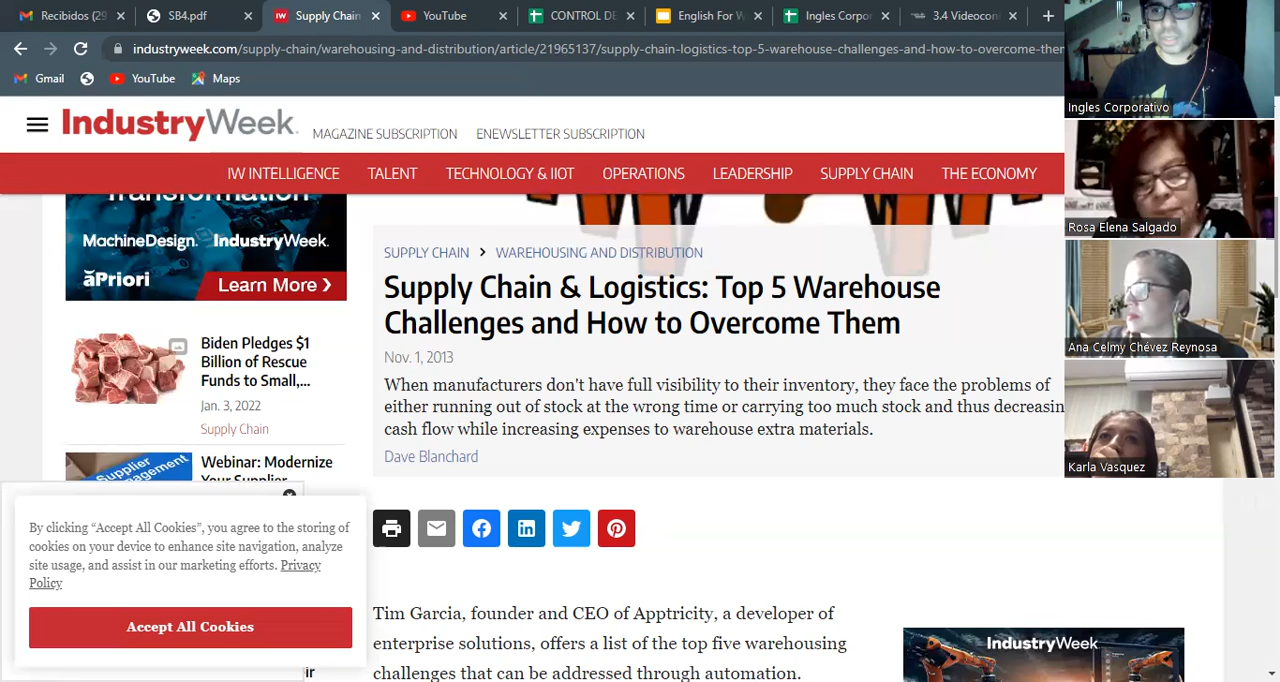 Recibidos (29
SB4.pdf
Supply Chain
YouTube
CONTROL DE
English For W
Ingles Corpor
3.4 Videocon
industryweek.com/supply-chain/warehousing-and-distribution/article/21965137/supply-chain-logistics-top-5-warehouse-challenges-and-how-to-overcome-them
Gmail
YouTube
Maps
IndustryWeek.
MAGAZINE SUBSCRIPTION
ENEWSLETTER SUBSCRIPTION
IW INTELLIGENCE
TALENT
TECHNOLOGY & IIOT
OPERATIONS
LEADERSHIP
SUPPLY CHAIN
THE ECONOMY
Transformation
MachineDesign. IndustryWeek.
aPriori
Learn More ❯
Biden Pledges $1
Billion of Rescue
Funds to Small,...
Jan. 3, 2022
Supply Chain
Supplier
Webinar: Modernize
Your Supplier
SUPPLY CHAIN > WAREHOUSING AND DISTRIBUTION
Supply Chain & Logistics: Top 5 Warehouse
Challenges and How to Overcome Them
Nov. 1, 2013
When manufacturers don't have full visibility to their inventory, they face the problems of
either running out of stock at the wrong time or carrying too much stock and thus decreasin
cash flow while increasing expenses to warehouse extra materials.
Dave Blanchard
By clicking “Accept All Cookies”, you agree to the storing of
cookies on your device to enhance site navigation, analyze
site usage, and assist in our marketing efforts. Privacy
Policy
Accept All Cookies
Tim Garcia, founder and CEO of Apptricity, a developer of
enterprise solutions, offers a list of the top five warehousing
challenges that can be addressed through automation.
IndustryWeek
Ingles Corporativo
Rosa Elena Salgado
Ana Celmy Chévez Reynosa
Karla Vasquez